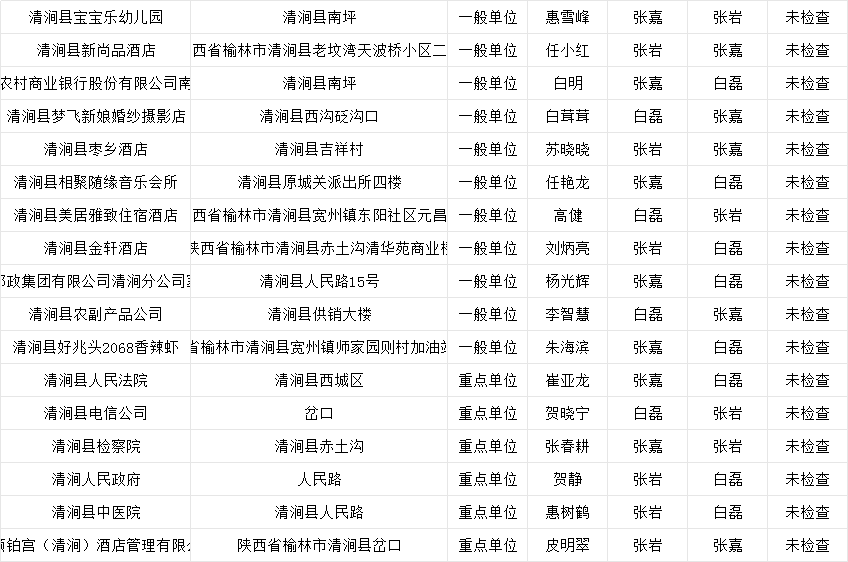 清涧县宝宝乐幼儿园 清涧县南坪 一般单位 惠雪峰 张嘉 张岩 未检查
清涧县新尚品酒店 西省榆林市清涧县老坟湾天波桥小区二 一般单位 任小红 张岩 张嘉 未检查
农村商业银行股份有限公司南 清涧县南坪 一般单位 白明 张嘉 白磊 未检查
清涧县梦飞新娘婚纱摄影店 清涧县西沟砭沟口 一般单位 白茸茸 白磊 张嘉 未检查
清涧县枣乡酒店 清涧县吉祥村 一般单位 苏晓晓 张岩 张嘉 未检查
清涧县相聚随缘音乐会所 清涧县原城关派出所四楼 一般单位 任艳龙 张嘉 白磊 未检查
清涧县美居雅致住宿酒店 西省榆林市清涧县宽州镇东阳社区元昌 一般单位 高健 白磊 张岩 未检查
清涧县金轩酒店 陕西省榆林市清涧县赤土沟清华苑商业楼 一般单位 刘炳亮 张岩 白磊 未检查
邮政集团有限公司清涧分公司 清涧县人民路15号 一般单位 杨光辉 张嘉 白磊 未检查
清涧县农副产品公司 清涧县供销大楼 一般单位 李智慧 白磊 张嘉 未检查
清涧县好兆头2068香辣虾 省榆林市清涧县宽州镇师家园则村加油站 一般单位 朱海滨 张嘉 白磊 未检查
清涧县人民法院 清涧县西城区 重点单位 崔亚龙 张嘉 白磊 未检查
清涧县电信公司 岔口 重点单位 贺晓宁 白磊 张岩 未检查
清涧县检察院 清涧县赤土沟 重点单位 张春耕 张嘉 张岩 未检查
清涧人民政府 人民路 重点单位 贺静 张岩 白磊 未检查
清涧县中医院 清涧县人民路 重点单位 惠树鹤 张岩 白磊 未检查
铂宫（清涧）酒店管理有限 陕西省榆林市清涧县岔口 重点单位 皮明翠 张岩 张嘉 未检查